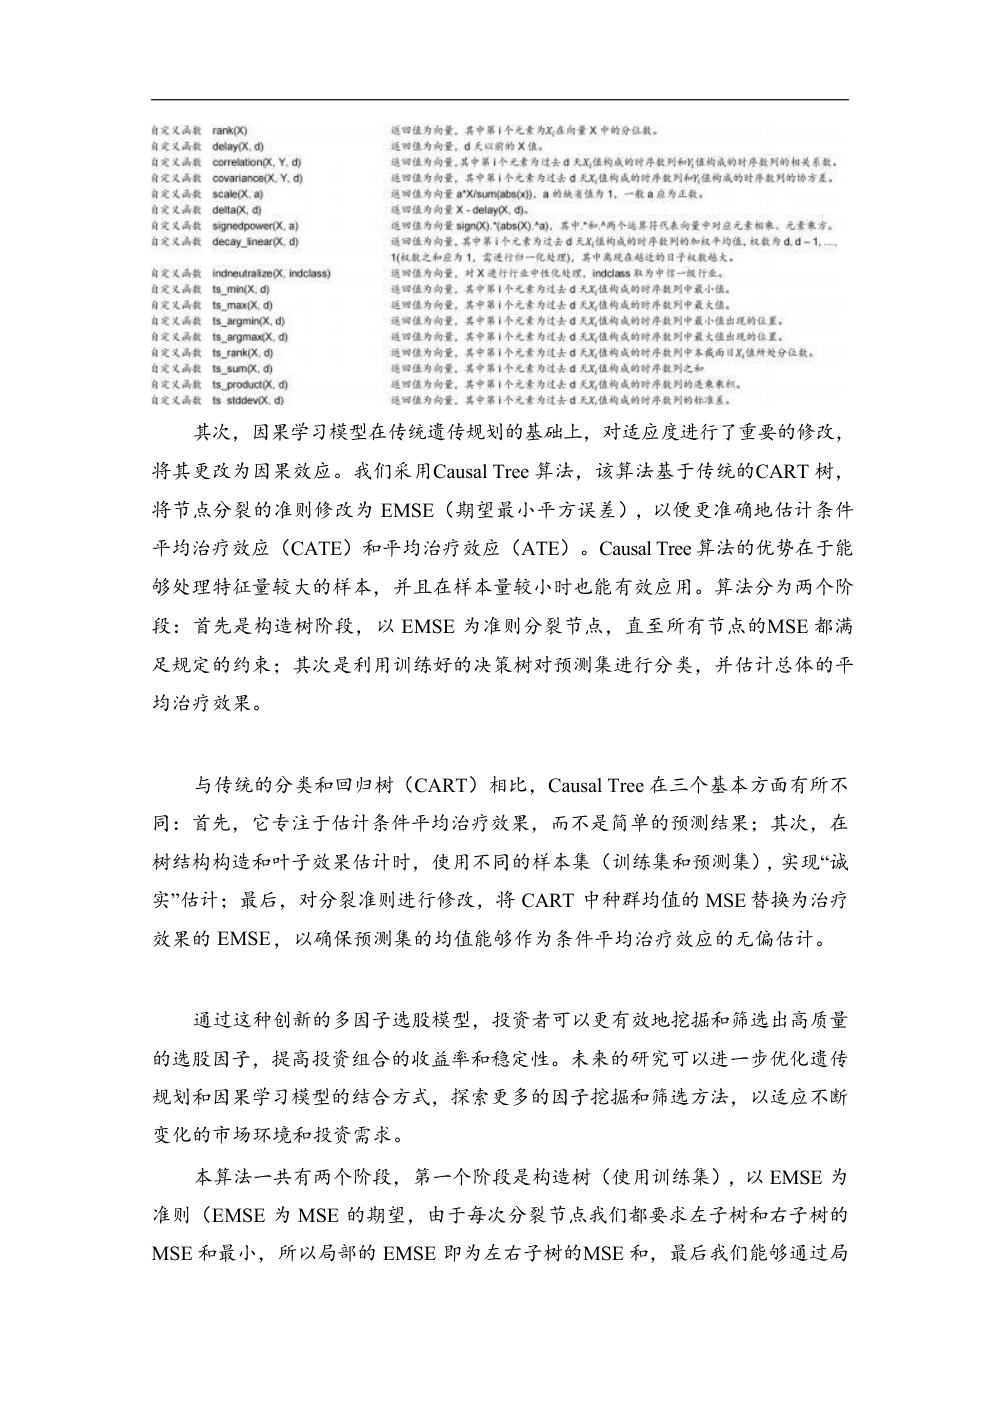 自定义函数 rank(X) 返回值为向量，其中第 i 个元素为Xi在向量 X 中的分位数。
自定义函数 delay(X, d) 返回值为向量，d 天以前的 X 值。
自定义函数 correlation(X, Y, d) 返回值为向量，其中第 i 个元素为过去 d 天Xi值构成的时序数列和Yi值构成的时序数列的相关系数。
自定义函数 covariance(X, Y, d) 返回值为向量，其中第 i 个元素为过去 d 天Xi值构成的时序数列和Yi值构成的时序数列的协方差。
自定义函数 scale(X, a) 返回值为向量 a*X/sum(abs(x))，a 的缺省值为 1，一般 a 应为正数。
自定义函数 delta(X, d) 返回值为向量 X - delay(X, d)。
自定义函数 signedpower(X, a) 返回值为向量 sign(X).*(abs(X).^a)，其中.*和.^两个运算符代表向量中对应元素相乘、元素乘方。
自定义函数 decay_linear(X, d) 返回值为向量，其中第 i 个元素为过去 d 天Xi值构成的时序数列的加权平均值，权数为 d, d – 1, …,
1(权数之和应为 1，需进行归一化处理)，其中离现在越近的日子权数越大。
自定义函数 indneutralize(X, indclass) 返回值为向量，对 X 进行行业中性化处理，indclass 取为中信一级行业。
自定义函数 ts_min(X, d) 返回值为向量，其中第 i 个元素为过去 d 天Xi值构成的时序数列中最小值。
自定义函数 ts_max(X, d) 返回值为向量，其中第 i 个元素为过去 d 天Xi值构成的时序数列中最大值。
自定义函数 ts_argmin(X, d) 返回值为向量，其中第 i 个元素为过去 d 天Xi值构成的时序数列中最小值出现的位置。
自定义函数 ts_argmax(X, d) 返回值为向量，其中第 i 个元素为过去 d 天Xi值构成的时序数列中最大值出现的位置。
自定义函数 ts_rank(X, d) 返回值为向量，其中第 i 个元素为过去 d 天Xi值构成的时序数列中本截面日Xi值所处分位数。
自定义函数 ts_sum(X, d) 返回值为向量，其中第 i 个元素为过去 d 天Xi值构成的时序数列之和
自定义函数 ts_product(X, d) 返回值为向量，其中第 i 个元素为过去 d 天Xi值构成的时序数列的连乘乘积。
自定义函数 ts_stddev(X, d) 返回值为向量，其中第 i 个元素为过去 d 天Xi值构成的时序数列的标准差。
其次，因果学习模型在传统遗传规划的基础上，对适应度进行了重要的修改，
将其更改为因果效应。我们采用Causal Tree 算法，该算法基于传统的CART 树，
将节点分裂的准则修改为 EMSE（期望最小平方误差），以便更准确地估计条件
平均治疗效应（CATE）和平均治疗效应（ATE）。Causal Tree 算法的优势在于能
够处理特征量较大的样本，并且在样本量较小时也能有效应用。算法分为两个阶
段：首先是构造树阶段，以 EMSE 为准则分裂节点，直至所有节点的MSE 都满
足规定的约束；其次是利用训练好的决策树对预测集进行分类，并估计总体的平
均治疗效果。
与传统的分类和回归树（CART）相比，Causal Tree 在三个基本方面有所不
同：首先，它专注于估计条件平均治疗效果，而不是简单的预测结果；其次，在
树结构构造和叶子效果估计时，使用不同的样本集（训练集和预测集），实现“诚
实”估计；最后，对分裂准则进行修改，将 CART 中种群均值的 MSE 替换为治疗
效果的 EMSE，以确保预测集的均值能够作为条件平均治疗效应的无偏估计。
通过这种创新的多因子选股模型，投资者可以更有效地挖掘和筛选出高质量
的选股因子，提高投资组合的收益率和稳定性。未来的研究可以进一步优化遗传
规划和因果学习模型的结合方式，探索更多的因子挖掘和筛选方法，以适应不断
变化的市场环境和投资需求。
本算法一共有两个阶段，第一个阶段是构造树（使用训练集），以 EMSE 为
准则（EMSE 为 MSE 的期望，由于每次分裂节点我们都要求左子树和右子树的
MSE 和最小，所以局部的 EMSE 即为左右子树的MSE 和，最后我们能够通过局